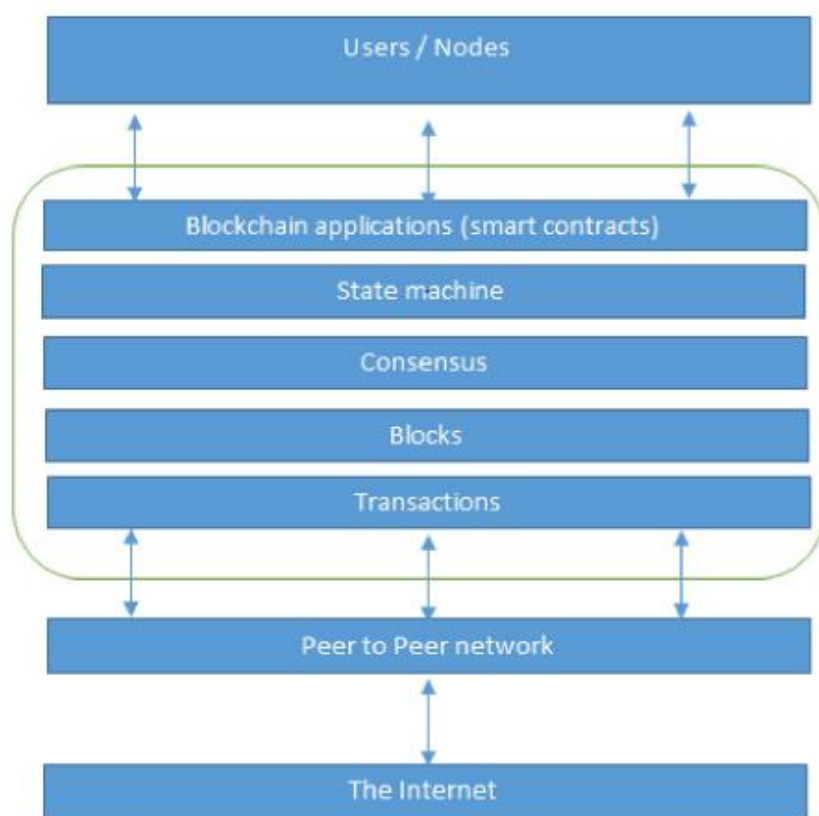 Users / Nodes
Blockchain applications (smart contracts)
State machine
Consensus
Blocks
Transactions
Peer to Peer network
The Internet